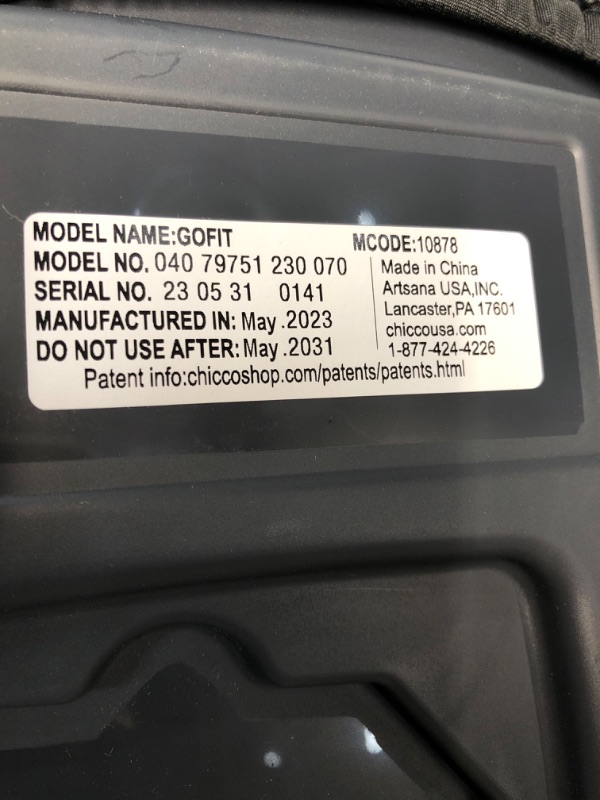 MODEL NAME:GOFIT
MODEL NO. 040 79751 230 070
SERIAL NO. 23 05 31 0141
MANUFACTURED IN: May.2023
DO NOT USE AFTER: May.2031
MCODE:10878
Made in China
Artsana USA,INC.
Lancaster,PA 17601
chiccousa.com
1-877-424-4226
Patent info:chiccoshop.com/patents/patents.html